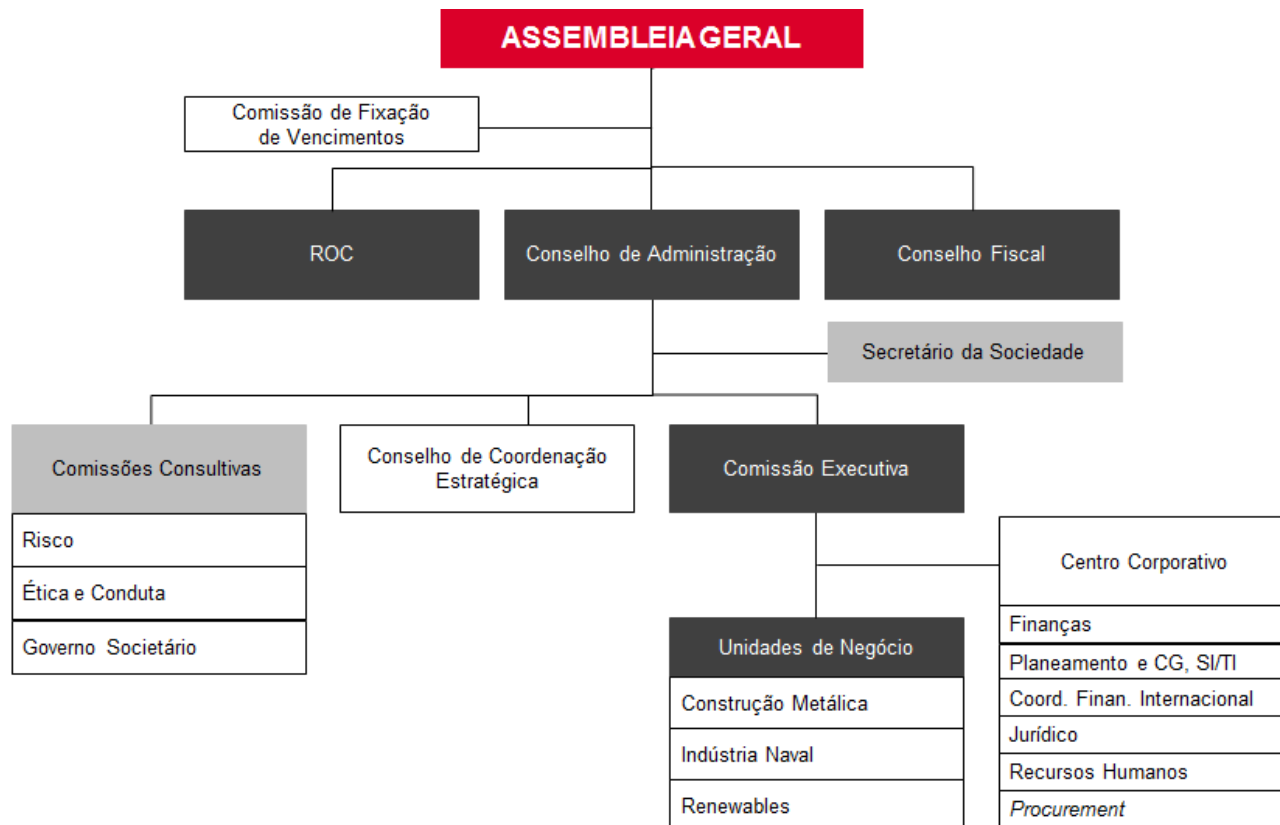 ASSEMBLEIA GERAL
Comissão de Fixação
de Vencimentos
ROC
Conselho de Administração
Conselho Fiscal
Secretário da Sociedade
Comissões Consultivas
Risco
Ética e Conduta
Governo Societário
Conselho de Coordenação
Estratégica
Comissão Executiva
Unidades de Negócio
Construção Metálica
Indústria Naval
Renewables
Centro Corporativo
Finanças
Planeamento e CG, SI/TI
Coord. Finan. Internacional
Jurídico
Recursos Humanos
Procurement